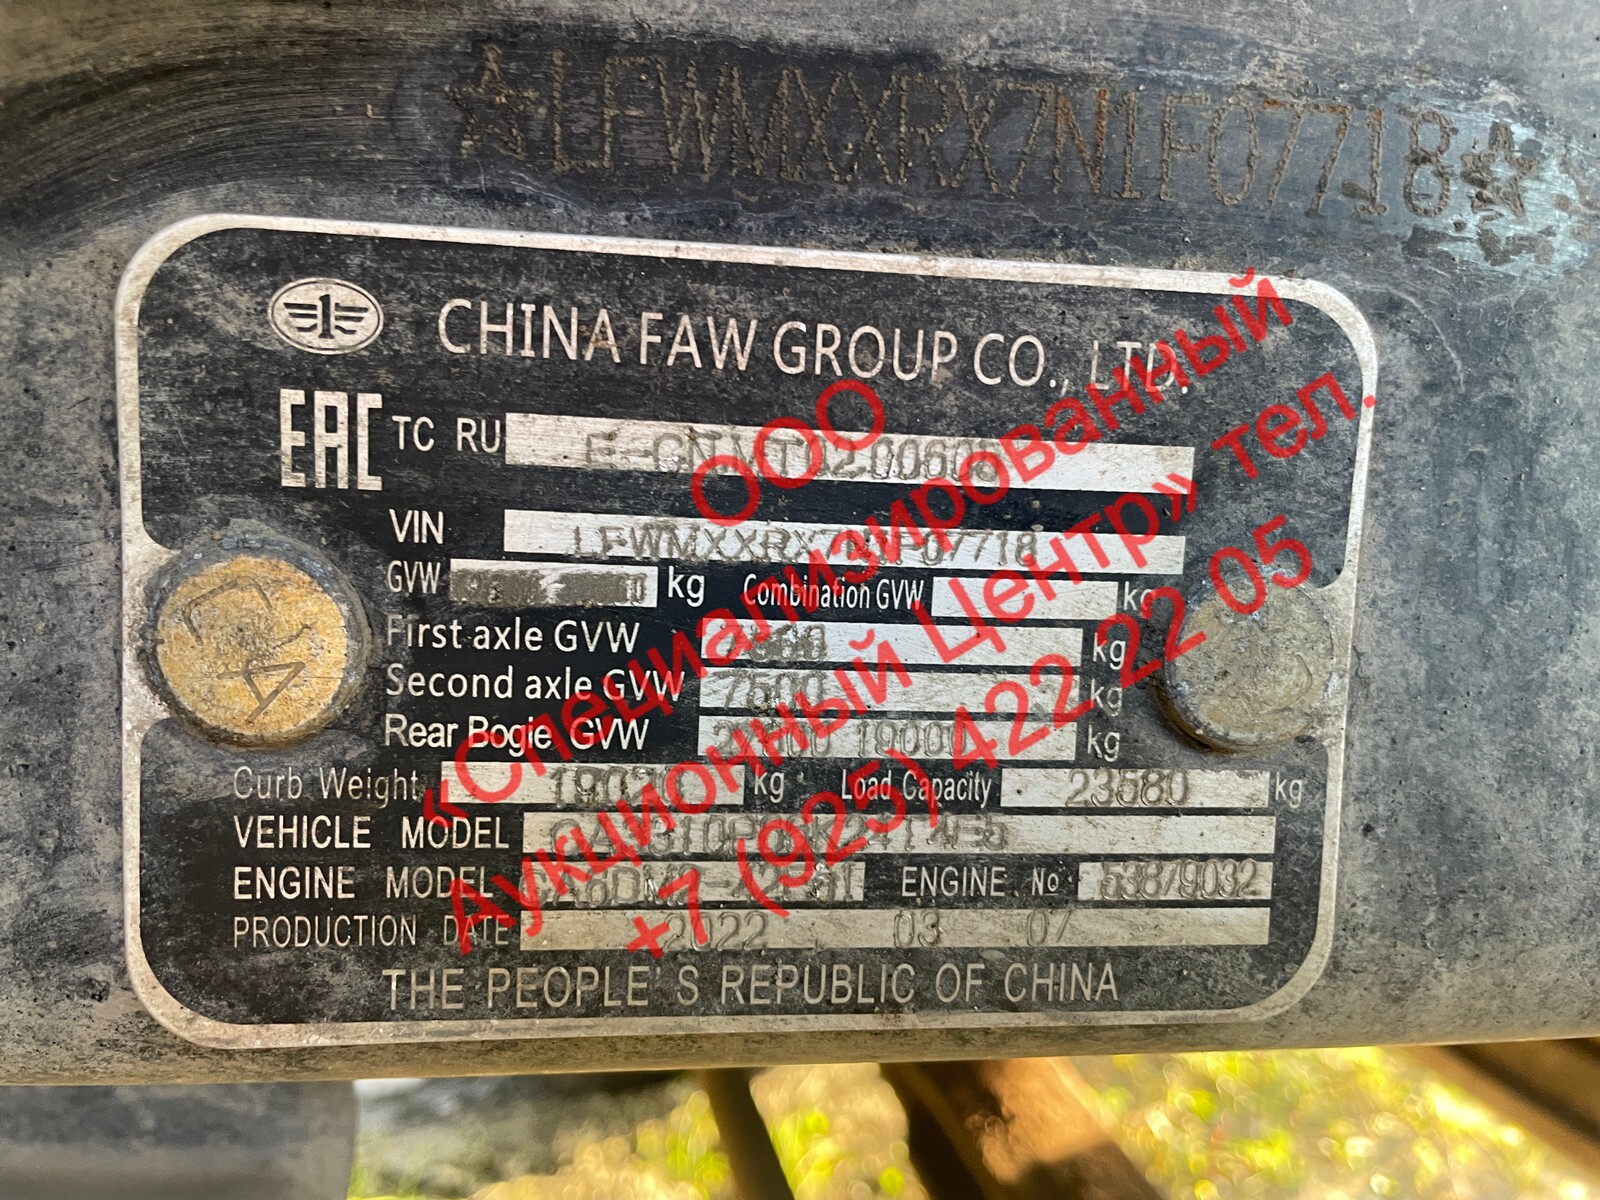 ☆LFWMXXRX7N1F07718☆
CHINA FAW GROUP CO., LTD.
EAC TC RU
VIN LFWMXXRX7N1F07718
GVW kg Combination GVW kg
First axle GVW kg
Second axle GVW 7500 kg
Rear Bogie GVW 19000 kg
Curb Weight kg Load Capacity 23580 kg
VEHICLE MODEL
ENGINE MODEL ENGINE No 53879032
PRODUCTION DATE 2022 03 07
THE PEOPLE'S REPUBLIC OF CHINA
ООО
«Специализированный
Аукционный Центр» тел.
+7 (925) 422 22 05